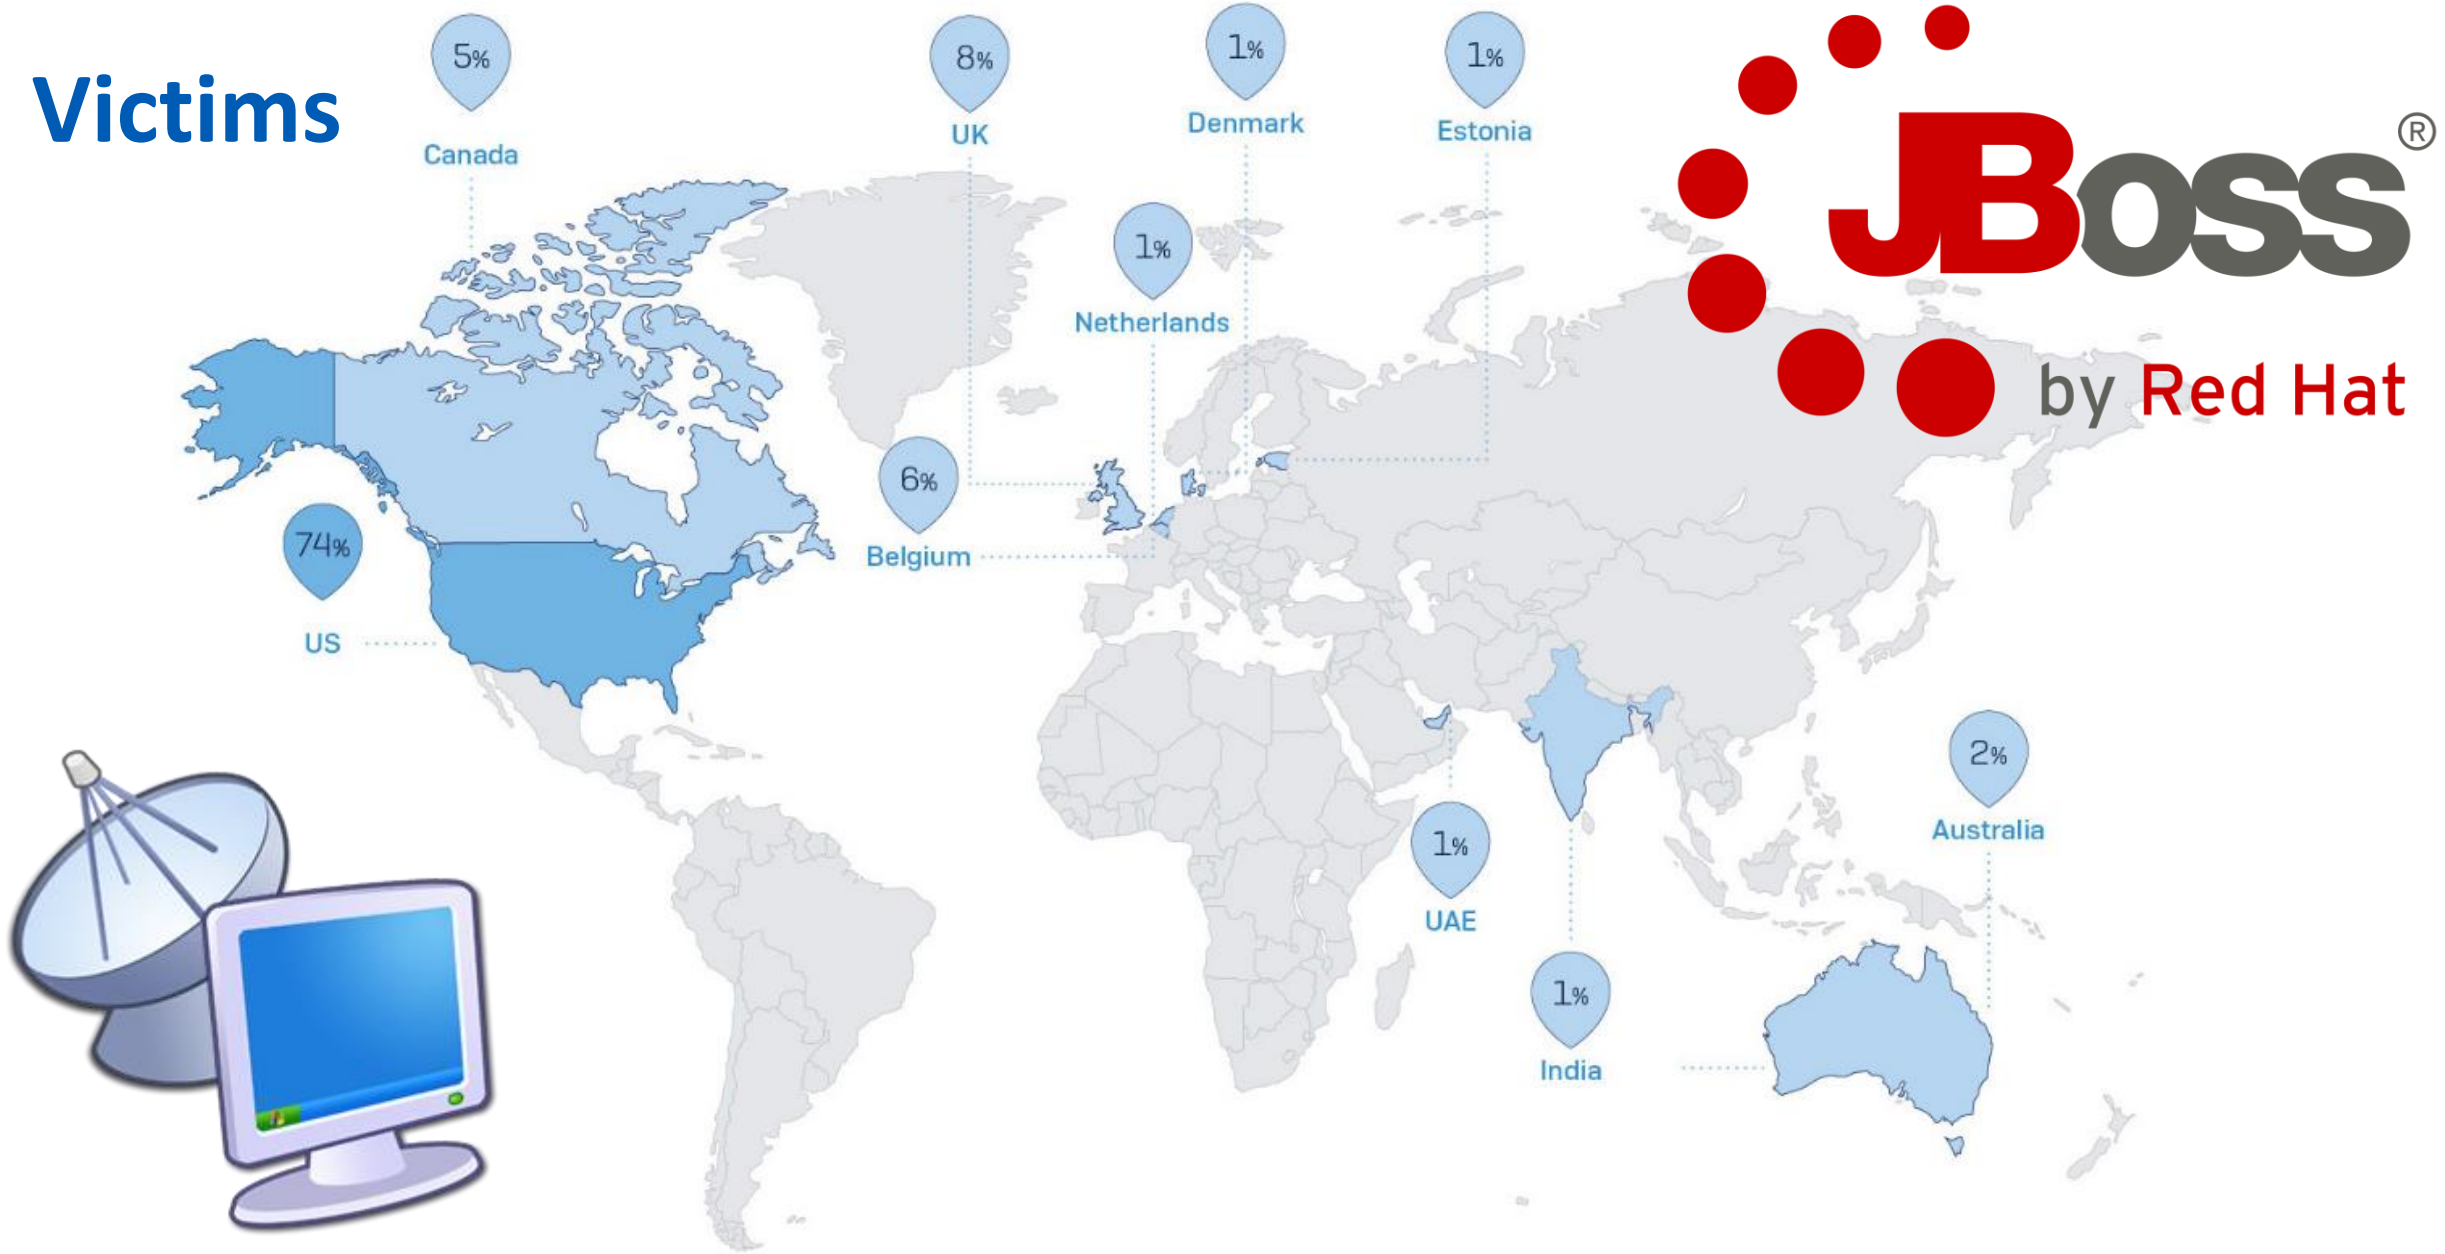 Victims
5%
Canada
8%
UK
1%
Denmark
1%
Estonia
JBoss®
by Red Hat
1%
Netherlands
6%
Belgium
74%
US
2%
Australia
1%
UAE
1%
India